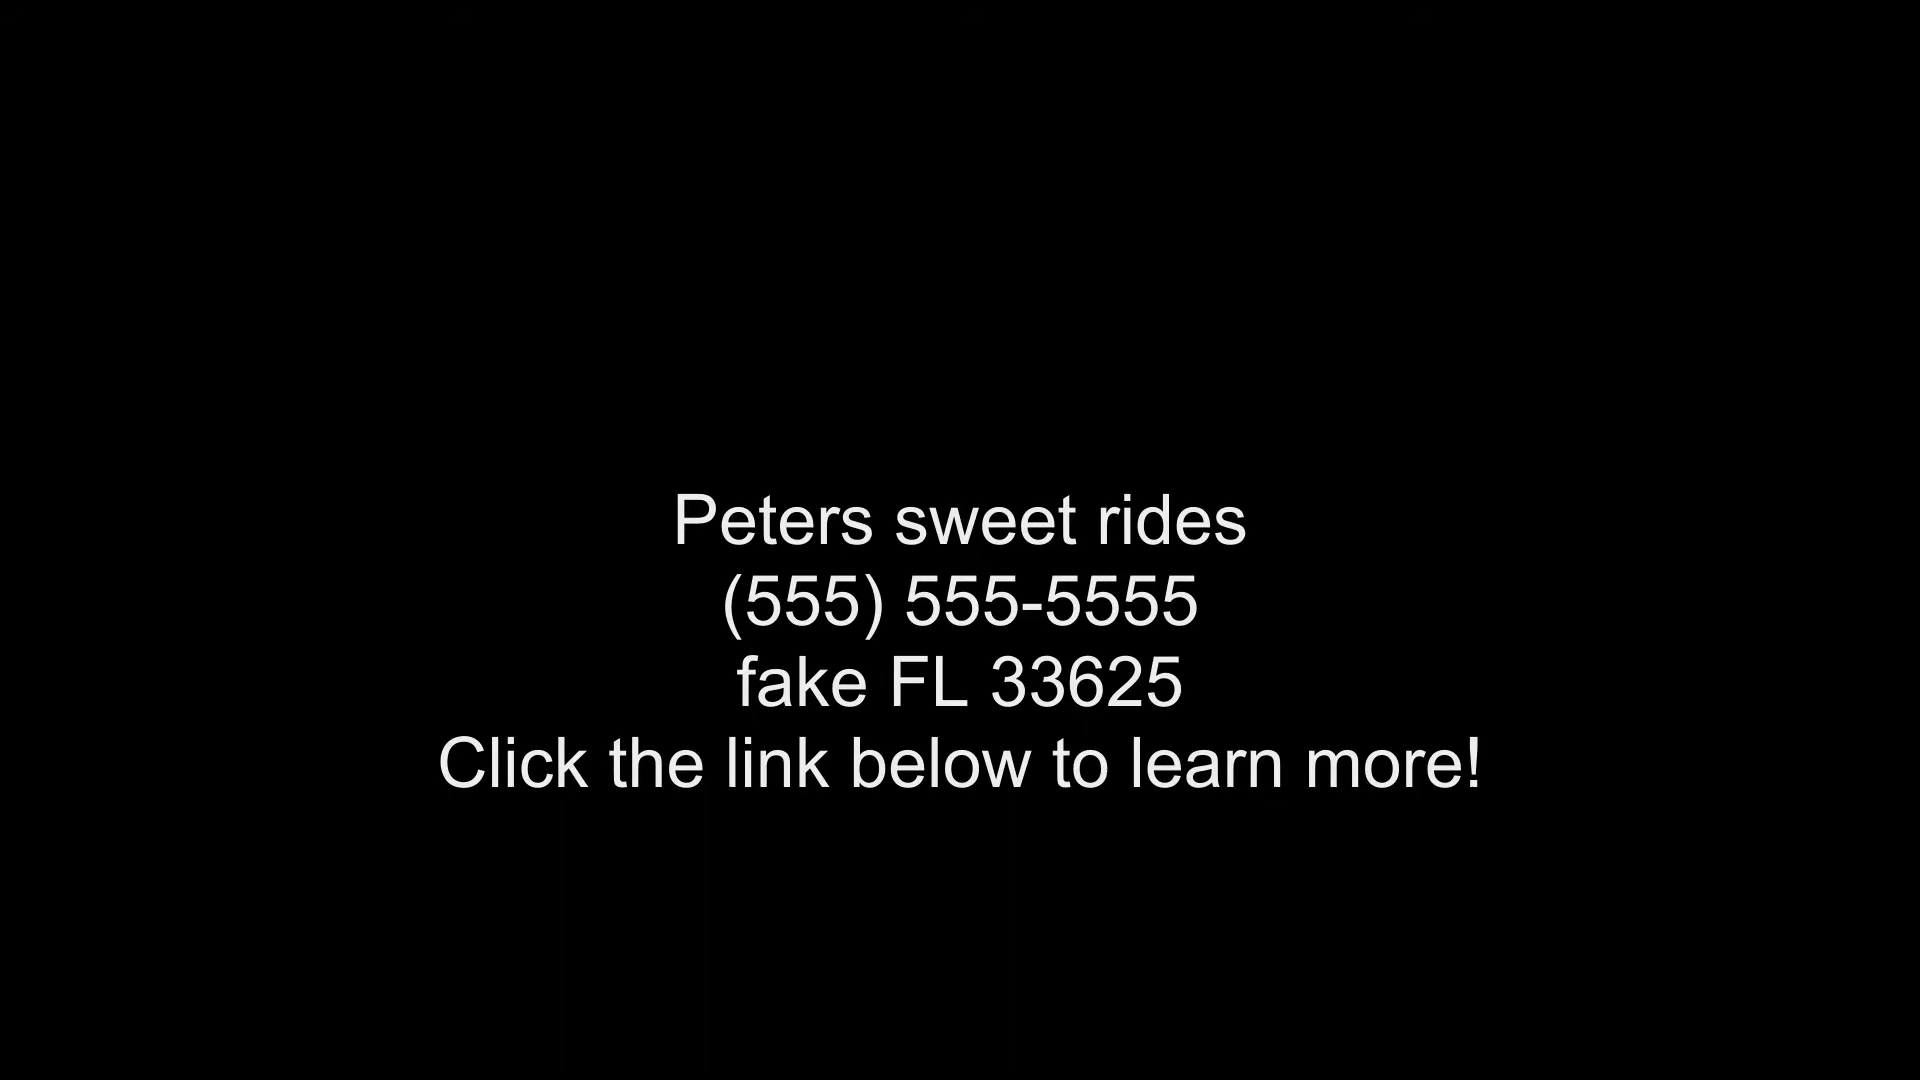 Peters sweet rides
(555) 555-5555
fake FL 33625
Click the link below to learn more!